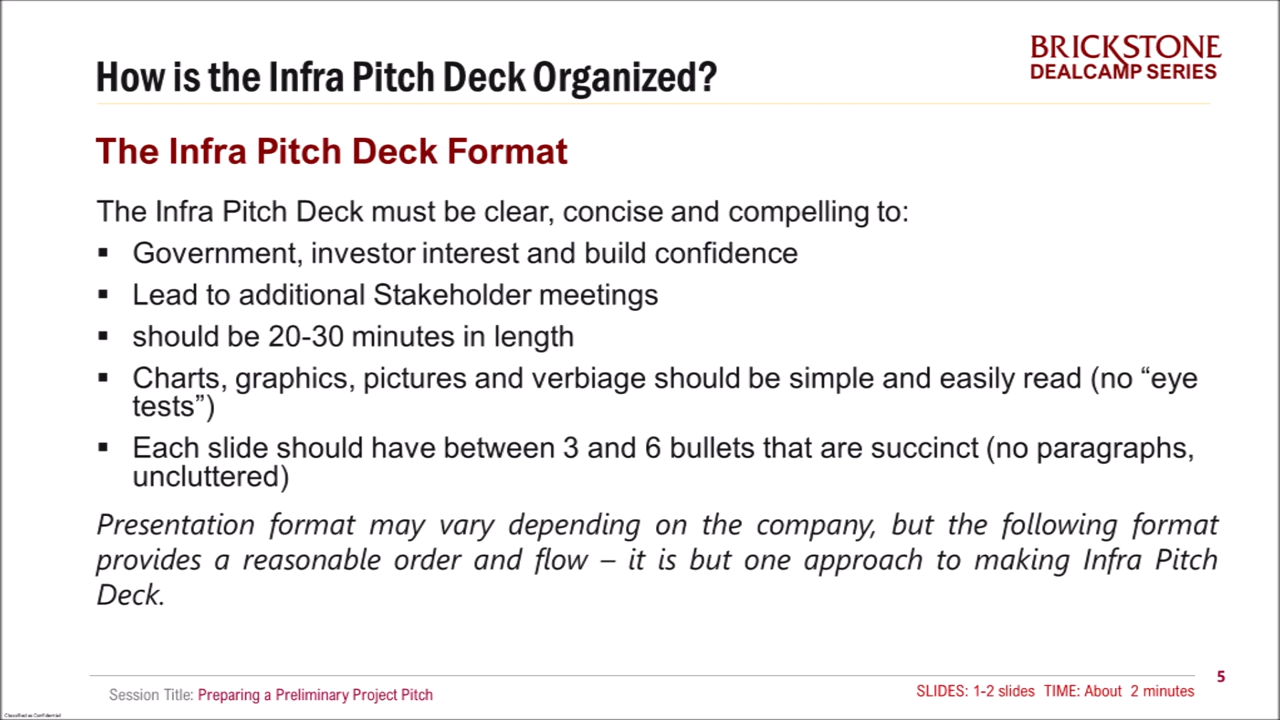 How is the Infra Pitch Deck Organized?
BRICKSTONE
DEALCAMP SERIES
The Infra Pitch Deck Format
The Infra Pitch Deck must be clear, concise and compelling to:
▪ Government, investor interest and build confidence
▪ Lead to additional Stakeholder meetings
▪ should be 20-30 minutes in length
▪ Charts, graphics, pictures and verbiage should be simple and easily read (no “eye
tests”)
▪ Each slide should have between 3 and 6 bullets that are succinct (no paragraphs,
uncluttered)
Presentation format may vary depending on the company, but the following format
provides a reasonable order and flow – it is but one approach to making Infra Pitch
Deck.
5
Session Title: Preparing a Preliminary Project Pitch
SLIDES: 1-2 slides TIME: About 2 minutes
Classified as Confidential